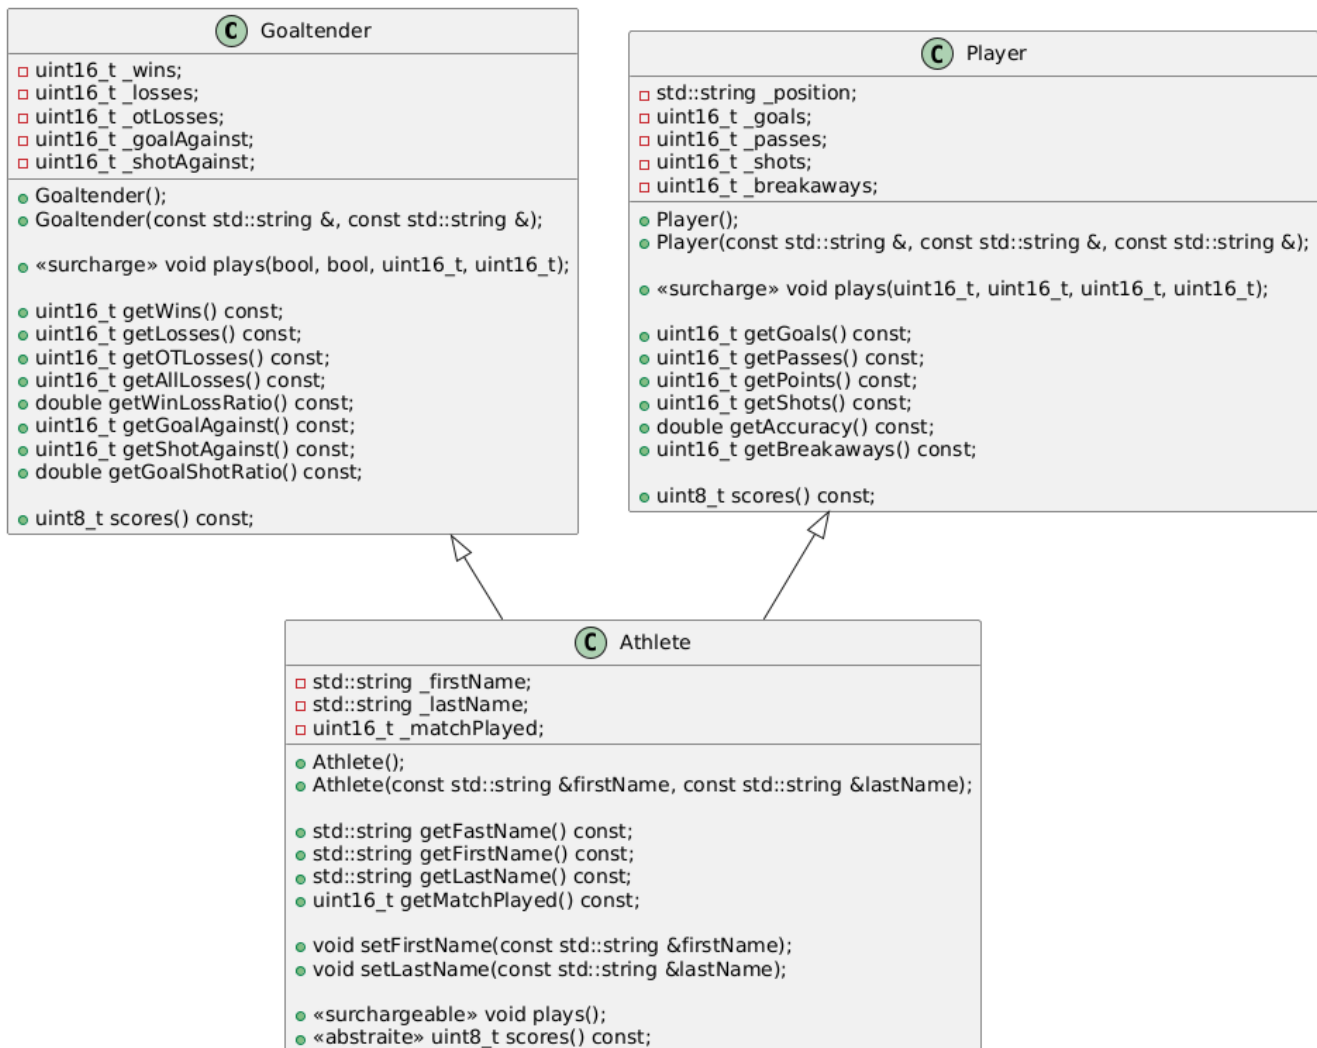 C Goaltender
uint16_t _wins;
uint16_t _losses;
uint16_t _otLosses;
uint16_t _goalAgainst;
uint16_t _shotAgainst;
Goaltender();
Goaltender(const std::string &, const std::string &);
«surcharge» void plays(bool, bool, uint16_t, uint16_t);
uint16_t getWins() const;
uint16_t getLosses() const;
uint16_t getOTLosses() const;
uint16_t getAllLosses() const;
double getWinLossRatio() const;
uint16_t getGoalAgainst() const;
uint16_t getShotAgainst() const;
double getGoalShotRatio() const;
uint8_t scores() const;
C Player
std::string _position;
uint16_t _goals;
uint16_t _passes;
uint16_t _shots;
uint16_t _breakaways;
Player();
Player(const std::string &, const std::string &, const std::string &);
«surcharge» void plays(uint16_t, uint16_t, uint16_t, uint16_t);
uint16_t getGoals() const;
uint16_t getPasses() const;
uint16_t getPoints() const;
uint16_t getShots() const;
double getAccuracy() const;
uint16_t getBreakaways() const;
uint8_t scores() const;
C Athlete
std::string _firstName;
std::string _lastName;
uint16_t _matchPlayed;
Athlete();
Athlete(const std::string &firstName, const std::string &lastName);
std::string getFastName() const;
std::string getFirstName() const;
std::string getLastName() const;
uint16_t getMatchPlayed() const;
void setFirstName(const std::string &firstName);
void setLastName(const std::string &lastName);
«surchargeable» void plays();
«abstraite» uint8_t scores() const;